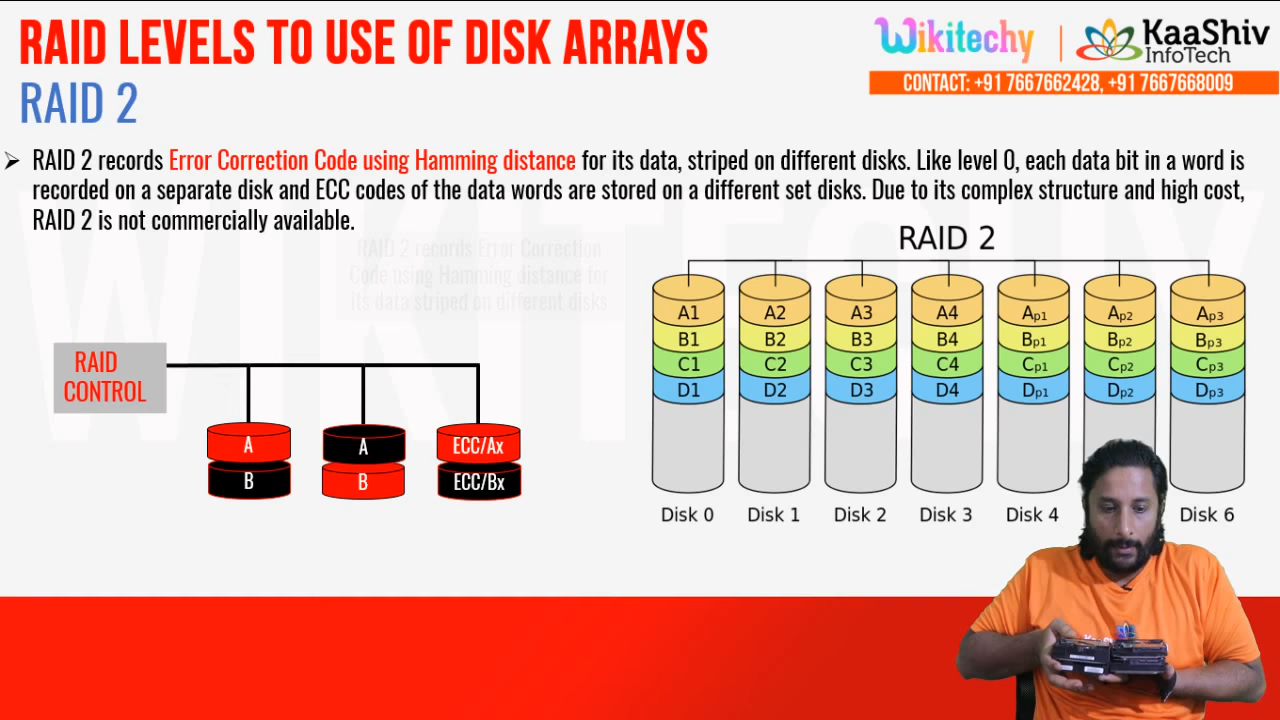 RAID LEVELS TO USE OF DISK ARRAYS
RAID 2
Wikitechy
KaaShiv
InfoTech
CONTACT: +91 7667662428, +91 7667668009
➢ RAID 2 records Error Correction Code using Hamming distance for its data, striped on different disks. Like level 0, each data bit in a word is
recorded on a separate disk and ECC codes of the data words are stored on a different set disks. Due to its complex structure and high cost,
RAID 2 is not commercially available.
RAID 2 records Error Correction
Code using Hamming distance for
its data striped on different disks
WIKITECHY
RAID
CONTROL
A A ECC/Ax
B B ECC/Bx
RAID 2
A1 A2 A3 A4 Ap1 Ap2 Ap3
B1 B2 B3 B4 Bp1 Bp2 Bp3
C1 C2 C3 C4 Cp1 Cp2 Cp3
D1 D2 D3 D4 Dp1 Dp2 Dp3
Disk 0 Disk 1 Disk 2 Disk 3 Disk 4 Disk 6